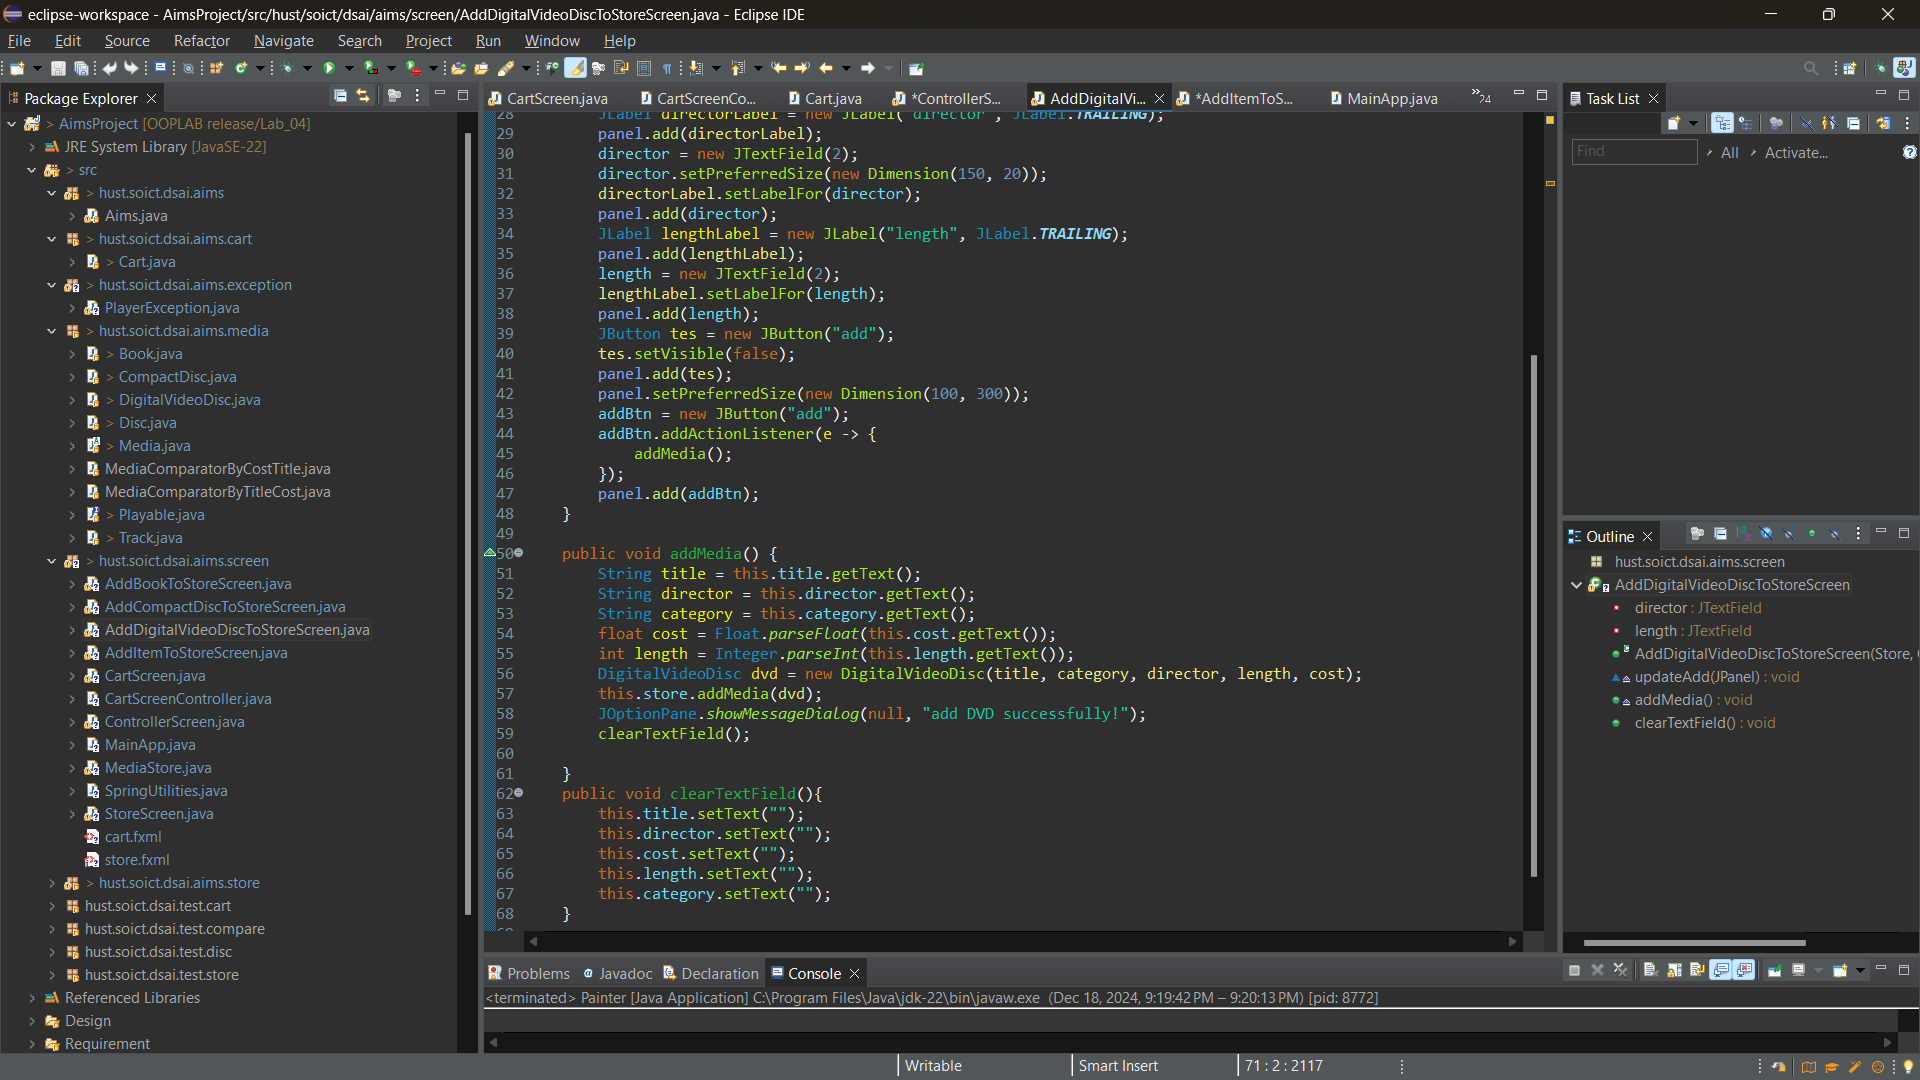 eclipse-workspace - AimsProject/src/hust/soict/dsai/aims/screen/AddDigitalVideoDiscToStoreScreen.java - Eclipse IDE
File Edit Source Refactor Navigate Search Project Run Window Help
Package Explorer
> AimsProject [OOPLAB release/Lab_04]
JRE System Library [JavaSE-22]
> src
> hust.soict.dsai.aims
Aims.java
> hust.soict.dsai.aims.cart
> Cart.java
> hust.soict.dsai.aims.exception
PlayerException.java
> hust.soict.dsai.aims.media
> Book.java
> CompactDisc.java
> DigitalVideoDisc.java
> Disc.java
> Media.java
MediaComparatorByCostTitle.java
MediaComparatorByTitleCost.java
> Playable.java
> Track.java
> hust.soict.dsai.aims.screen
AddBookToStoreScreen.java
AddCompactDiscToStoreScreen.java
AddDigitalVideoDiscToStoreScreen.java
AddItemToStoreScreen.java
CartScreen.java
CartScreenController.java
ControllerScreen.java
MainApp.java
MediaStore.java
SpringUtilities.java
StoreScreen.java
cart.fxml
store.fxml
> hust.soict.dsai.aims.store
hust.soict.dsai.test.cart
hust.soict.dsai.test.compare
hust.soict.dsai.test.disc
hust.soict.dsai.test.store
Referenced Libraries
Design
Requirement
CartScreen.java CartScreenCo... Cart.java *ControllerS... AddDigitalVi... *AddItemToS... MainApp.java »24
28 JLabel directorLabel = new JLabel("director", JLabel.TRAILING);
29 panel.add(directorLabel);
30 director = new JTextField(2);
31 director.setPreferredSize(new Dimension(150, 20));
32 directorLabel.setLabelFor(director);
33 panel.add(director);
34 JLabel lengthLabel = new JLabel("length", JLabel.TRAILING);
35 panel.add(lengthLabel);
36 length = new JTextField(2);
37 lengthLabel.setLabelFor(length);
38 panel.add(length);
39 JButton tes = new JButton("add");
40 tes.setVisible(false);
41 panel.add(tes);
42 panel.setPreferredSize(new Dimension(100, 300));
43 addBtn = new JButton("add");
44 addBtn.addActionListener(e -> {
45 addMedia();
46 });
47 panel.add(addBtn);
48 }
49
50 public void addMedia() {
51 String title = this.title.getText();
52 String director = this.director.getText();
53 String category = this.category.getText();
54 float cost = Float.parseFloat(this.cost.getText());
55 int length = Integer.parseInt(this.length.getText());
56 DigitalVideoDisc dvd = new DigitalVideoDisc(title, category, director, length, cost);
57 this.store.addMedia(dvd);
58 JOptionPane.showMessageDialog(null, "add DVD successfully!");
59 clearTextField();
60
61 }
62 public void clearTextField(){
63 this.title.setText("");
64 this.director.setText("");
65 this.cost.setText("");
66 this.length.setText("");
67 this.category.setText("");
68 }
Task List
Find All Activate...
Outline
hust.soict.dsai.aims.screen
AddDigitalVideoDiscToStoreScreen
director : JTextField
length : JTextField
AddDigitalVideoDiscToStoreScreen(Store,
updateAdd(JPanel) : void
addMedia() : void
clearTextField() : void
Problems Javadoc Declaration Console
<terminated> Painter [Java Application] C:\Program Files\Java\jdk-22\bin\javaw.exe (Dec 18, 2024, 9:19:42 PM – 9:20:13 PM) [pid: 8772]
Writable Smart Insert 71 : 2 : 2117